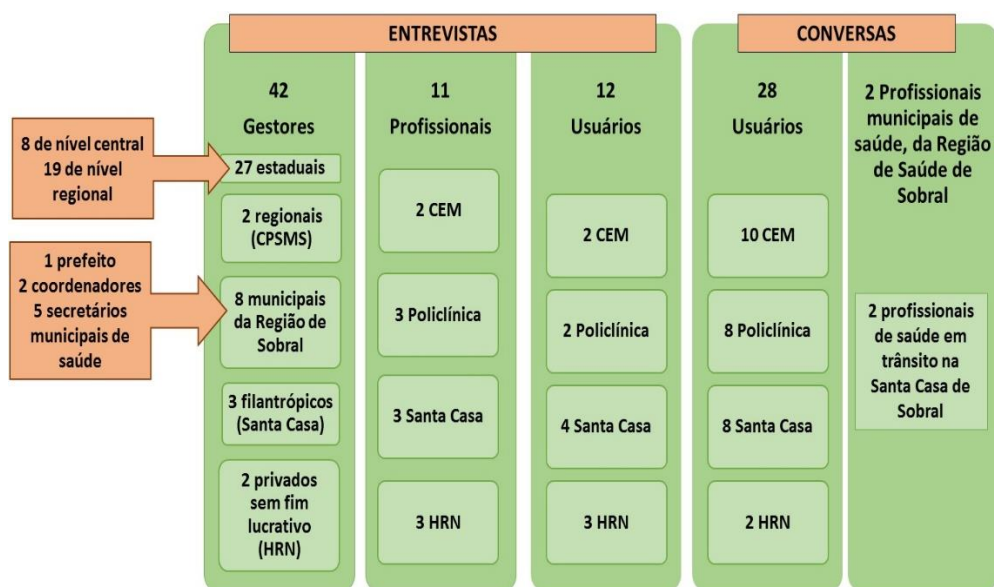 ENTREVISTAS
CONVERSAS
8 de nível central
19 de nível
regional
1 prefeito
2 coordenadores
5 secretários
municipais de
saúde
42
Gestores
27 estaduais
2 regionais
(CPSMS)
8 municipais
da Região de
Sobral
3 filantrópicos
(Santa Casa)
2 privados
sem fim
lucrativo
(HRN)
11
Profissionais
2 CEM
3 Policlínica
3 Santa Casa
3 HRN
12
Usuários
2 CEM
2 Policlínica
4 Santa Casa
3 HRN
28
Usuários
10 CEM
8 Policlínica
8 Santa Casa
2 HRN
2 Profissionais
municipais de
saúde, da Região
de Saúde de
Sobral
2 profissionais
de saúde em
trânsito na
Santa Casa de
Sobral